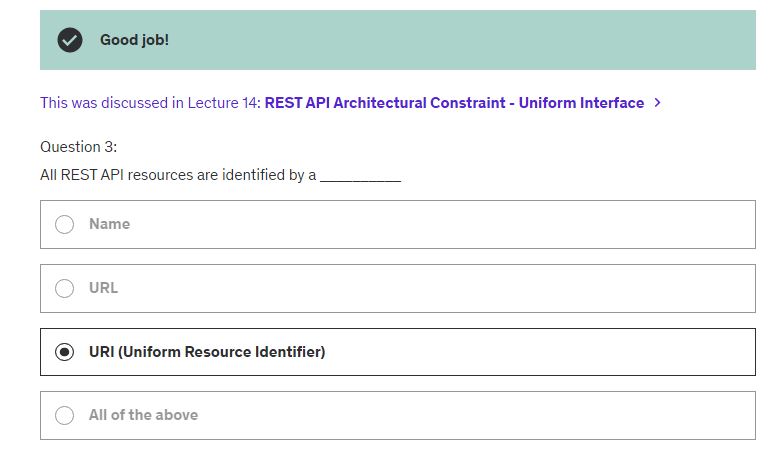 Good job!
This was discussed in Lecture 14: REST API Architectural Constraint - Uniform Interface >
Question 3:
All REST API resources are identified by a __________
Name
URL
URI (Uniform Resource Identifier)
All of the above